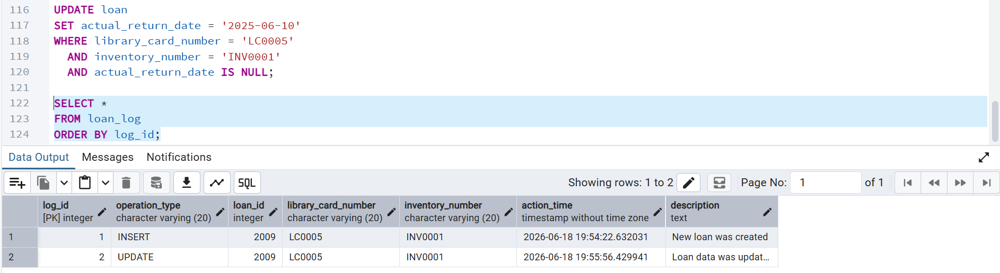 116 UPDATE loan
117 SET actual_return_date = '2025-06-10'
118 WHERE library_card_number = 'LC0005'
119 AND inventory_number = 'INV0001'
120 AND actual_return_date IS NULL;
121
122 SELECT *
123 FROM loan_log
124 ORDER BY log_id;
Data Output Messages Notifications
SQL Showing rows: 1 to 2 Page No: 1 of 1
log_id operation_type loan_id library_card_number inventory_number action_time description
[PK] integer character varying (20) integer character varying (20) character varying (20) timestamp without time zone text
1 1 INSERT 2009 LC0005 INV0001 2026-06-18 19:54:22.632031 New loan was created
2 2 UPDATE 2009 LC0005 INV0001 2026-06-18 19:55:56.429941 Loan data was updat...